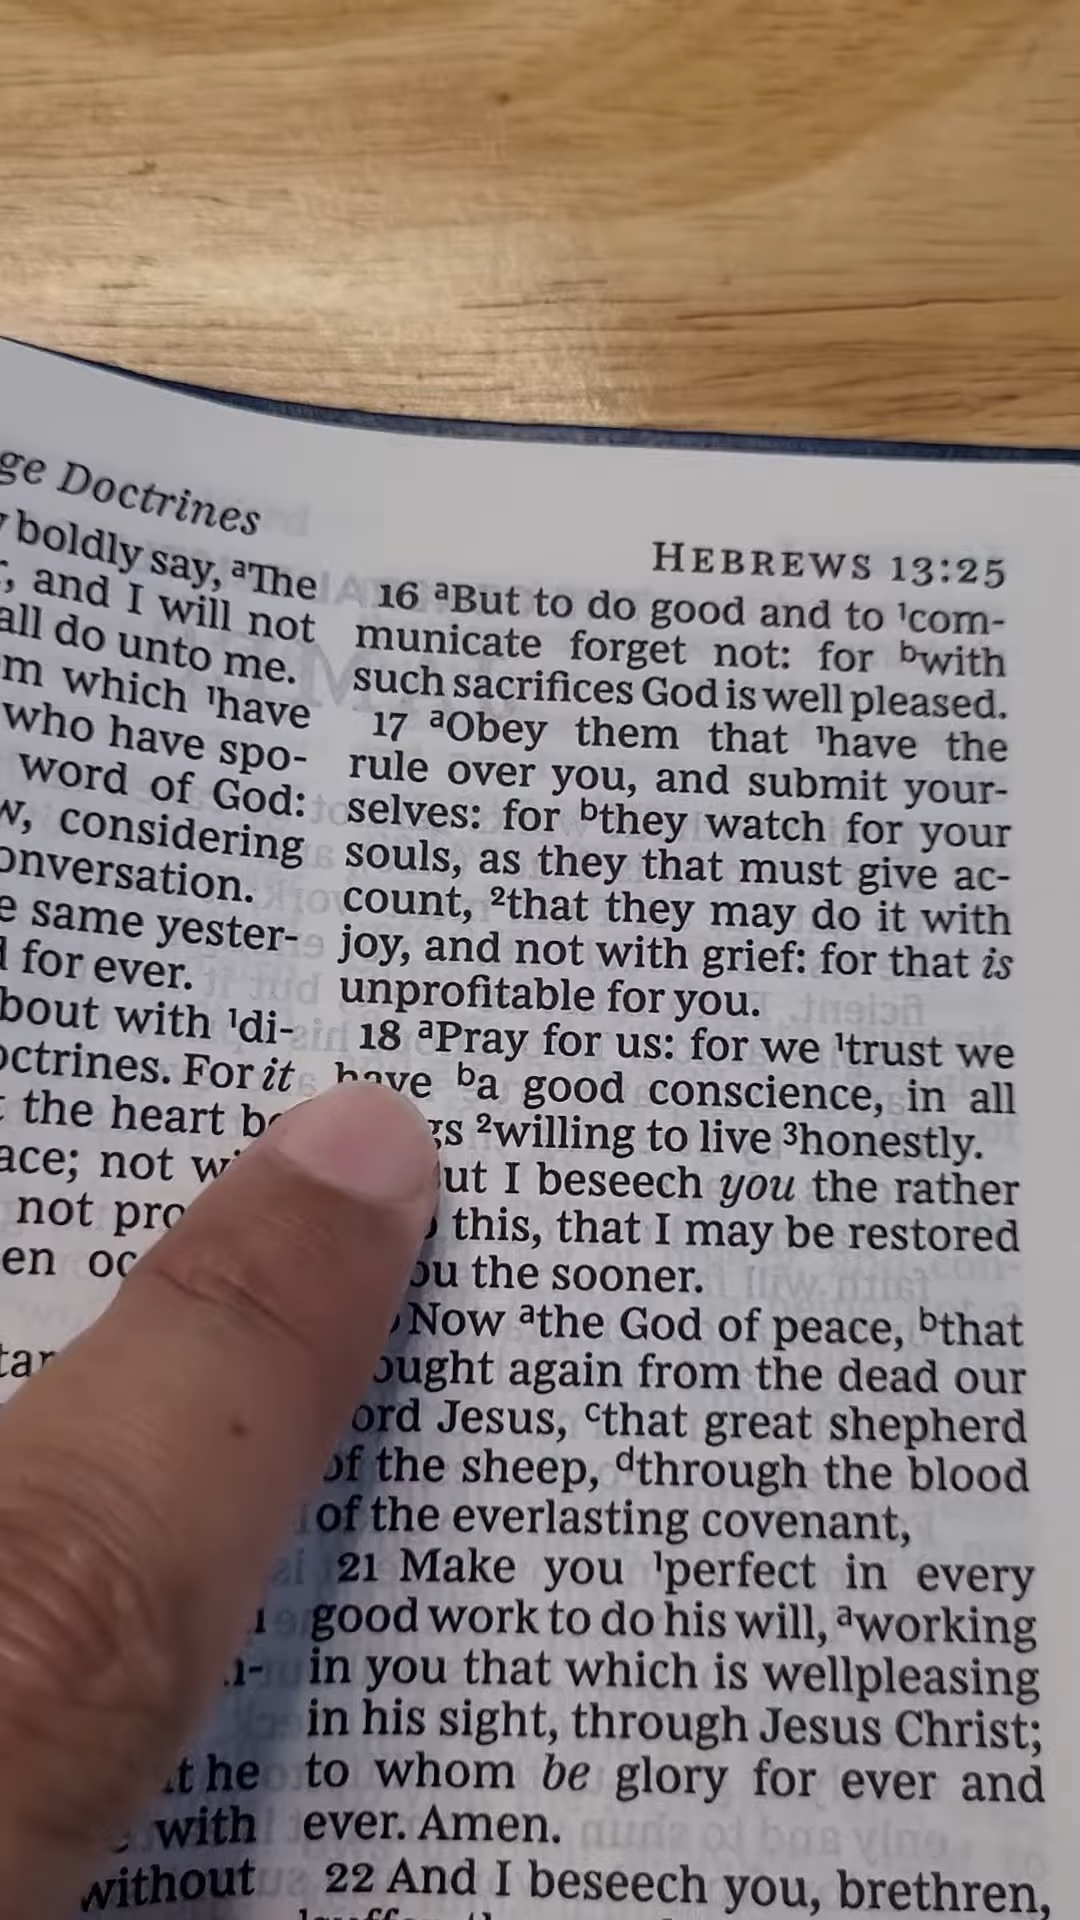 ge Doctrines
HEBREWS 13:25
boldly say, aThe
, and I will not
all do unto me.
m which 1have
who have spo-
word of God:
considering
onversation.
e same yester-
for ever.
bout with 1di-
octrines. For it
the heart
ace; not
not pro
en oc
tar
t he
with
without
16 aBut to do good and to 1com-
municate forget not: for bwith
such sacrifices God is well pleased.
17 aObey them that 1have the
rule over you, and submit your-
selves: for bthey watch for your
souls, as they that must give ac-
count, 2that they may do it with
joy, and not with grief: for that is
unprofitable for you.
18 aPray for us: for we 1trust we
have ba good conscience, in all
gs 2willing to live 3honestly.
ut I beseech you the rather
this, that I may be restored
ou the sooner.
Now athe God of peace, bthat
ought again from the dead our
ord Jesus, cthat great shepherd
of the sheep, dthrough the blood
of the everlasting covenant,
21 Make you 1perfect in every
good work to do his will, aworking
in you that which is wellpleasing
in his sight, through Jesus Christ;
to whom be glory for ever and
ever. Amen.
22 And I beseech you, brethren,